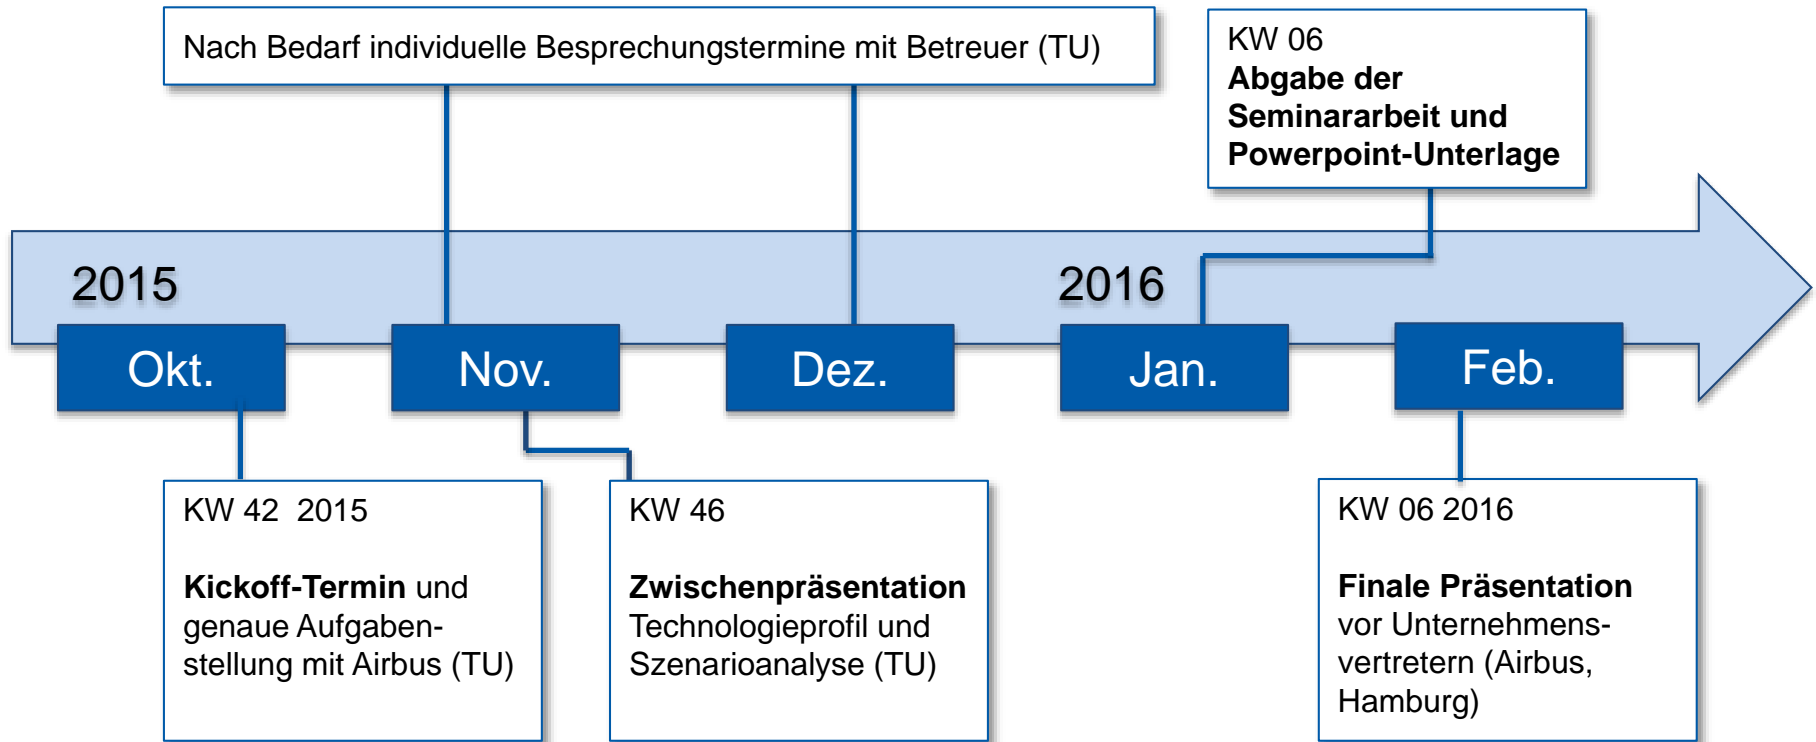 Nach Bedarf individuelle Besprechungstermine mit Betreuer (TU)
KW 06
Abgabe der
Seminararbeit und
Powerpoint-Unterlage
2015
2016
Okt.
Nov.
Dez.
Jan.
Feb.
KW 42  2015
Kickoff-Termin und
genaue Aufgaben-
stellung mit Airbus (TU)
KW 46
Zwischenpräsentation
Technologieprofil und
Szenarioanalyse (TU)
KW 06 2016
Finale Präsentation
vor Unternehmens-
vertretern (Airbus,
Hamburg)